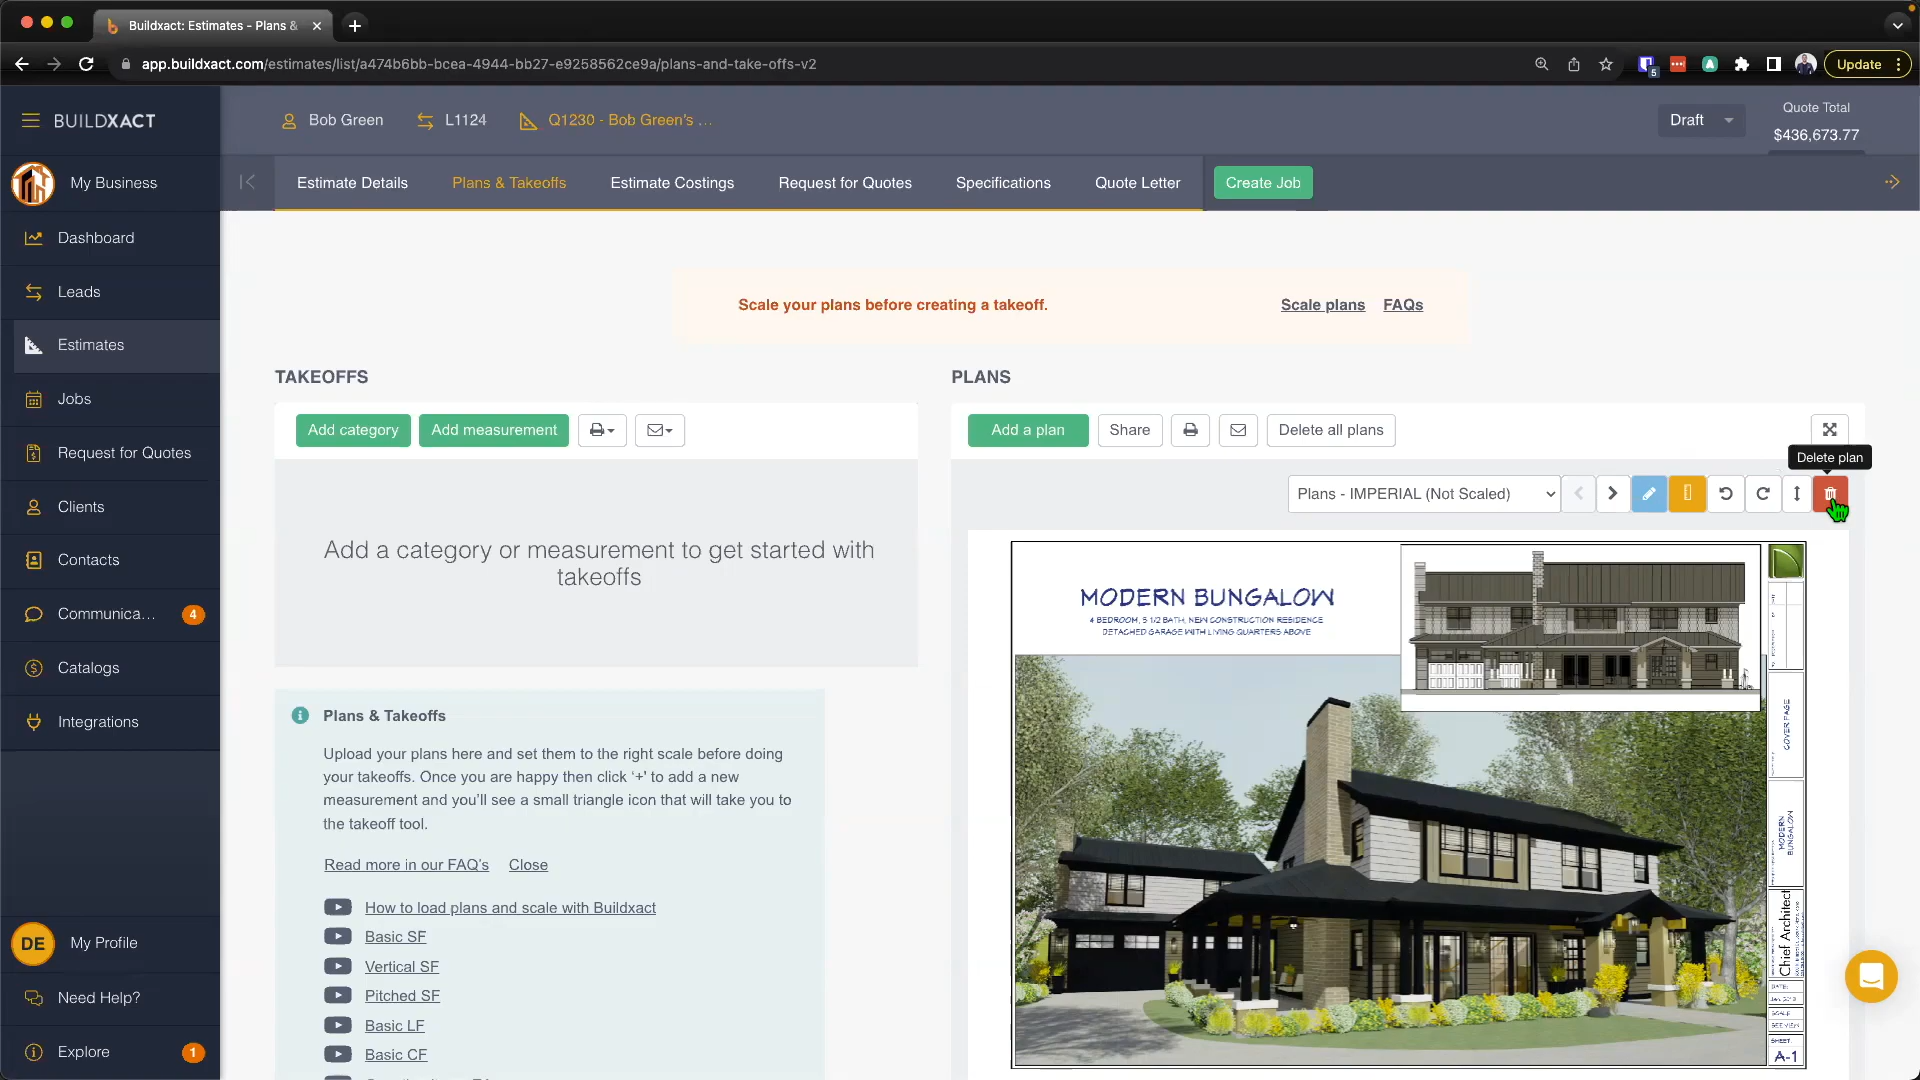 Buildxact: Estimates - Plans &
app.buildxact.com/estimates/list/a474b6bb-bcea-4944-bb27-e9258562ce9a/plans-and-take-offs-v2
5
Update
BUILDXACT
Bob Green
L1124
Q1230 - Bob Green's ...
Draft
Quote Total
$436,673.77
My Business
Estimate Details
Plans & Takeoffs
Estimate Costings
Request for Quotes
Specifications
Quote Letter
Create Job
Dashboard
Leads
Estimates
Jobs
Request for Quotes
Clients
Contacts
Communica... 4
Catalogs
Integrations
DE My Profile
Need Help?
Explore 1
Scale your plans before creating a takeoff.
Scale plans
FAQs
TAKEOFFS
Add category
Add measurement
Add a category or measurement to get started with
takeoffs
Plans & Takeoffs
Upload your plans here and set them to the right scale before doing
your takeoffs. Once you are happy then click ‘+’ to add a new
measurement and you’ll see a small triangle icon that will take you to
the takeoff tool.
Read more in our FAQ’s
Close
How to load plans and scale with Buildxact
Basic SF
Vertical SF
Pitched SF
Basic LF
Basic CF
PLANS
Add a plan
Share
Delete all plans
Delete plan
Plans - IMPERIAL (Not Scaled)
MODERN BUNGALOW
4 BEDROOM, 3 1/2 BATH, NEW CONSTRUCTION RESIDENCE
DETACHED GARAGE WITH LIVING QUARTERS ABOVE
COVER PAGE
MODERN
BUNGALOW
Chief Architect
DATE:
SCALE:
SEE VIEW
SHEET:
A-1